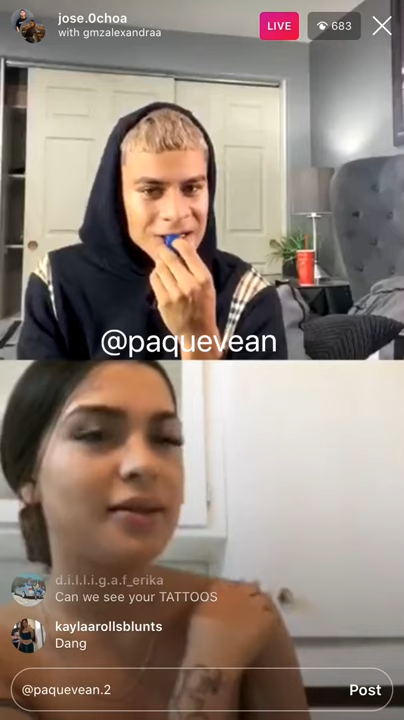 jose.0choa
with gmzalexandraa
LIVE
683
@paquevean
d.i.l.l.i.g.a.f_erika
Can we see your TATTOOS
kaylaarollsblunts
Dang
@paquevean.2
Post